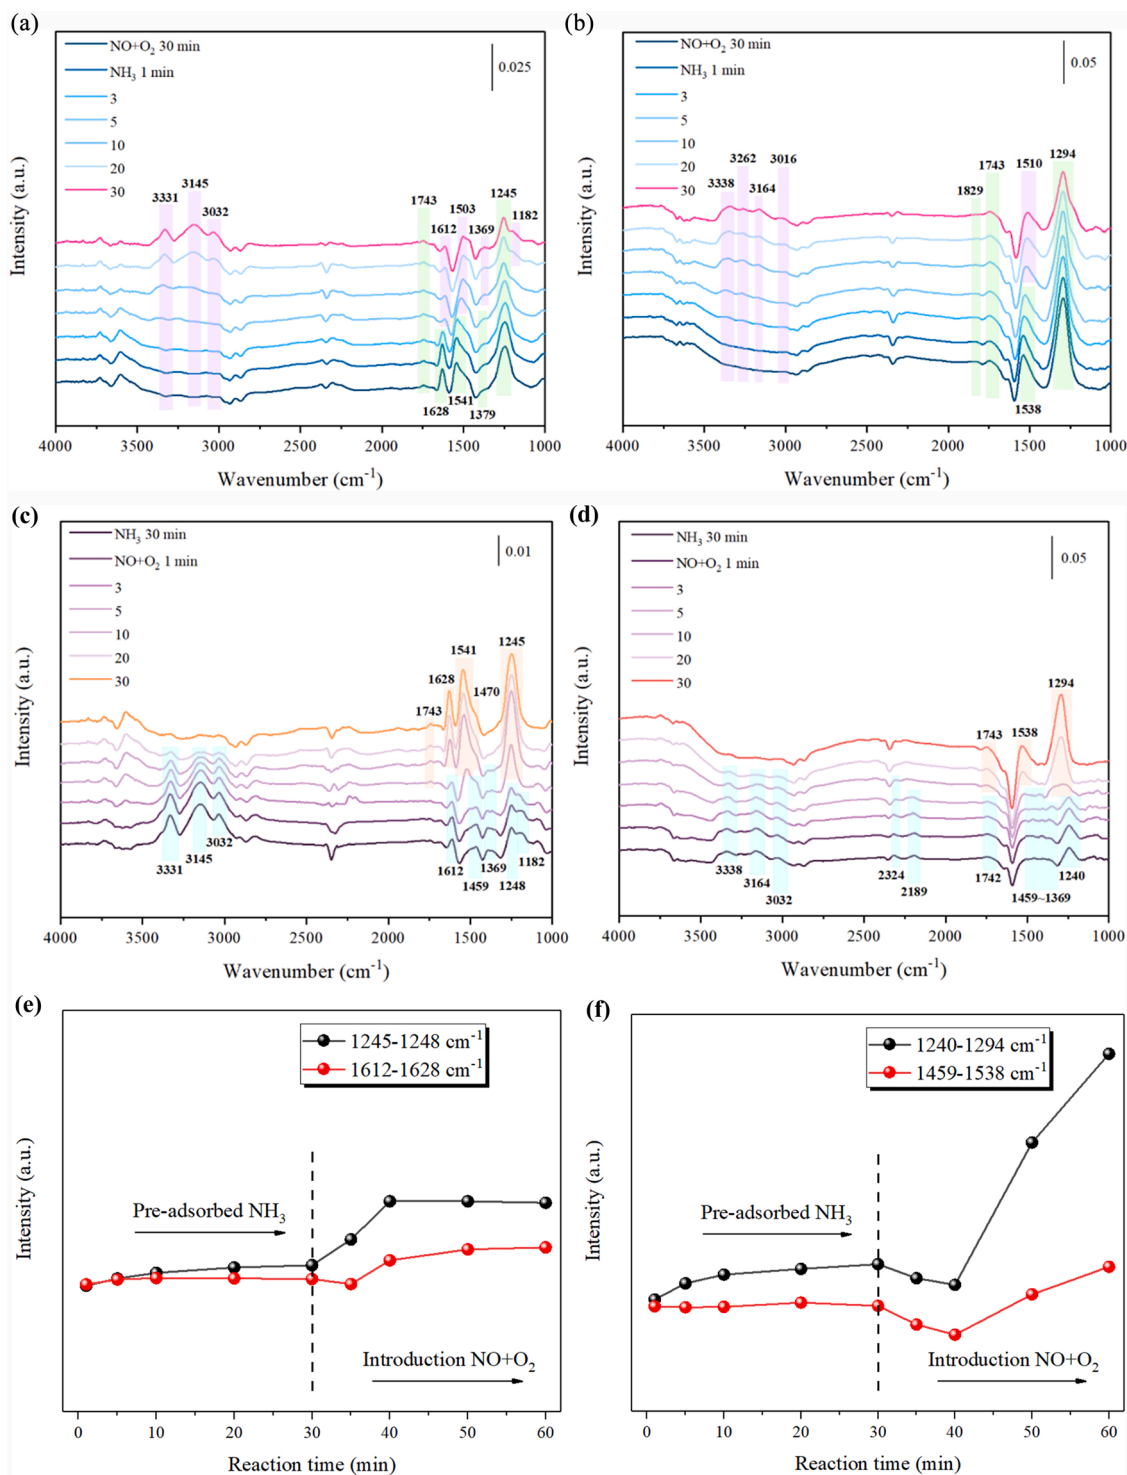 (a)
NO+O2 30 min
NH3 1 min
3
5
10
20
30
0.025
3331
3145
3032
1743
1612
1503
1369
1245
1182
1628
1541
1379
Intensity (a.u.)
4000 3500 3000 2500 2000 1500 1000
Wavenumber (cm-1)
(b)
NO+O2 30 min
NH3 1 min
3
5
10
20
30
0.05
3338
3262
3164
3016
1829
1743
1510
1294
1538
Intensity (a.u.)
4000 3500 3000 2500 2000 1500 1000
Wavenumber (cm-1)
(c)
NH3 30 min
NO+O2 1 min
3
5
10
20
30
0.01
1743
1628
1541
1470
1245
3331
3145
3032
1612
1459
1369
1248
1182
Intensity (a.u.)
4000 3500 3000 2500 2000 1500 1000
Wavenumber (cm-1)
(d)
NH3 30 min
NO+O2 1 min
3
5
10
20
30
0.05
1743
1538
1294
3338
3164
3032
2324
2189
1742
1459~1369
1240
Intensity (a.u.)
4000 3500 3000 2500 2000 1500 1000
Wavenumber (cm-1)
(e)
1245-1248 cm-1
1612-1628 cm-1
Pre-adsorbed NH3
Introduction NO+O2
Intensity (a.u.)
0 10 20 30 40 50 60
Reaction time (min)
(f)
1240-1294 cm-1
1459-1538 cm-1
Pre-adsorbed NH3
Introduction NO+O2
Intensity (a.u.)
0 10 20 30 40 50 60
Reaction time (min)